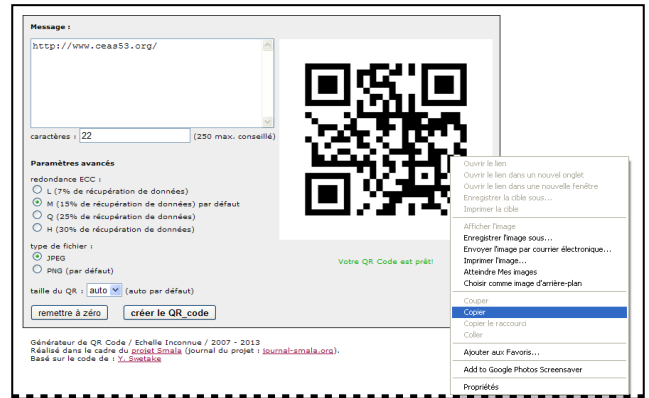 Message :
http://www.ceas53.org/
caractères : 22 (250 max. conseillé)
Paramètres avancés
redondance ECC :
L (7% de récupération de données)
M (15% de récupération de données) par défaut
Q (25% de récupération de données)
H (30% de récupération de données)
type de fichier :
JPEG
PNG (par défaut)
taille du QR : auto (auto par défaut)
remettre à zéro créer le QR_code
Votre QR Code est prêt!
Générateur de QR Code / Echelle Inconnue / 2007 - 2013
Réalisé dans le cadre du projet Smala (journal du projet : journal-smala.org).
Basé sur le code de : Y. Swetake
Ouvrir le lien
Ouvrir le lien dans un nouvel onglet
Ouvrir le lien dans une nouvelle fenêtre
Enregistrer la cible sous...
Imprimer la cible
Afficher l'image
Enregistrer l'image sous...
Envoyer l'image par courrier électronique...
Imprimer l'image...
Atteindre Mes images
Choisir comme image d'arrière-plan
Couper
Copier
Copier le raccourci
Coller
Ajouter aux Favoris...
Add to Google Photos Screensaver
Propriétés